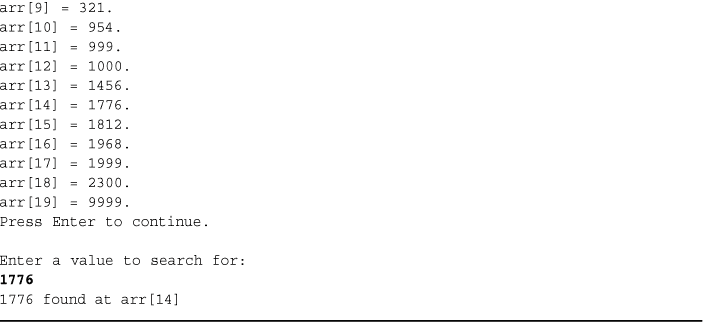 arr[9] = 321.
arr[10] = 954.
arr[11] = 999.
arr[12] = 1000.
arr[13] = 1456.
arr[14] = 1776.
arr[15] = 1812.
arr[16] = 1968.
arr[17] = 1999.
arr[18] = 2300.
arr[19] = 9999.
Press Enter to continue.
Enter a value to search for:
1776
1776 found at arr[14]